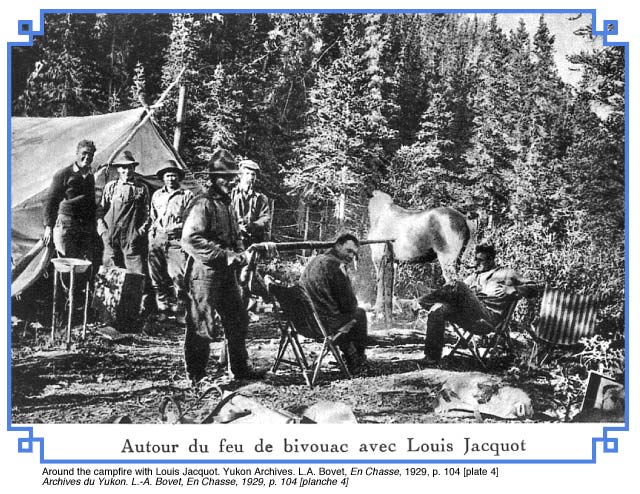 Autour du feu de bivouac avec Louis Jacquot
Around the campfire with Louis Jacquot. Yukon Archives. L.A. Bovet, En Chasse, 1929, p. 104 [plate 4]
Archives du Yukon. L.-A. Bovet, En Chasse, 1929, p. 104 [planche 4]